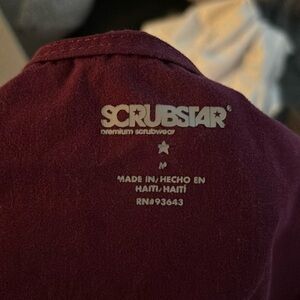 SCRUBSTAR®
premium scrubwear
M
MADE IN/HECHO EN
HAITI/HAITÍ
RN#93643